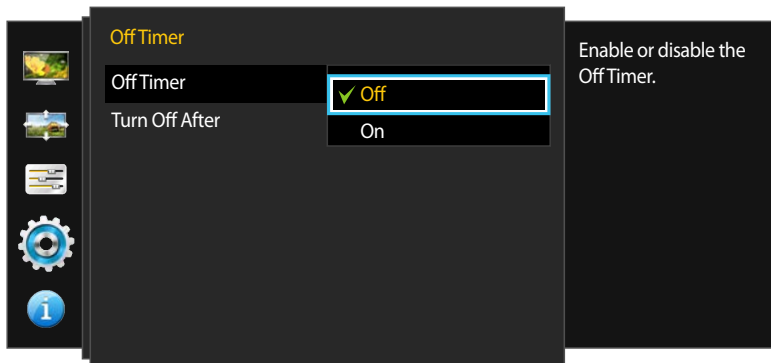 Off Timer
Off Timer
Off
Turn Off After
On
Enable or disable the
Off Timer.
i